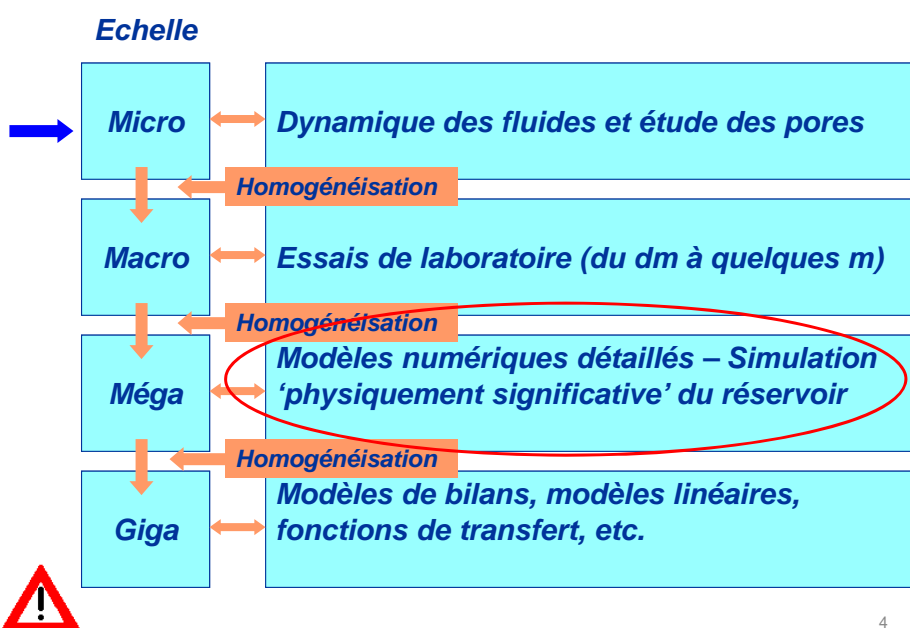 Echelle
Micro
Dynamique des fluides et étude des pores
Homogénéisation
Macro
Essais de laboratoire (du dm à quelques m)
Homogénéisation
Méga
Modèles numériques détaillés – Simulation
‘physiquement significative’ du réservoir
Homogénéisation
Giga
Modèles de bilans, modèles linéaires,
fonctions de transfert, etc.
4